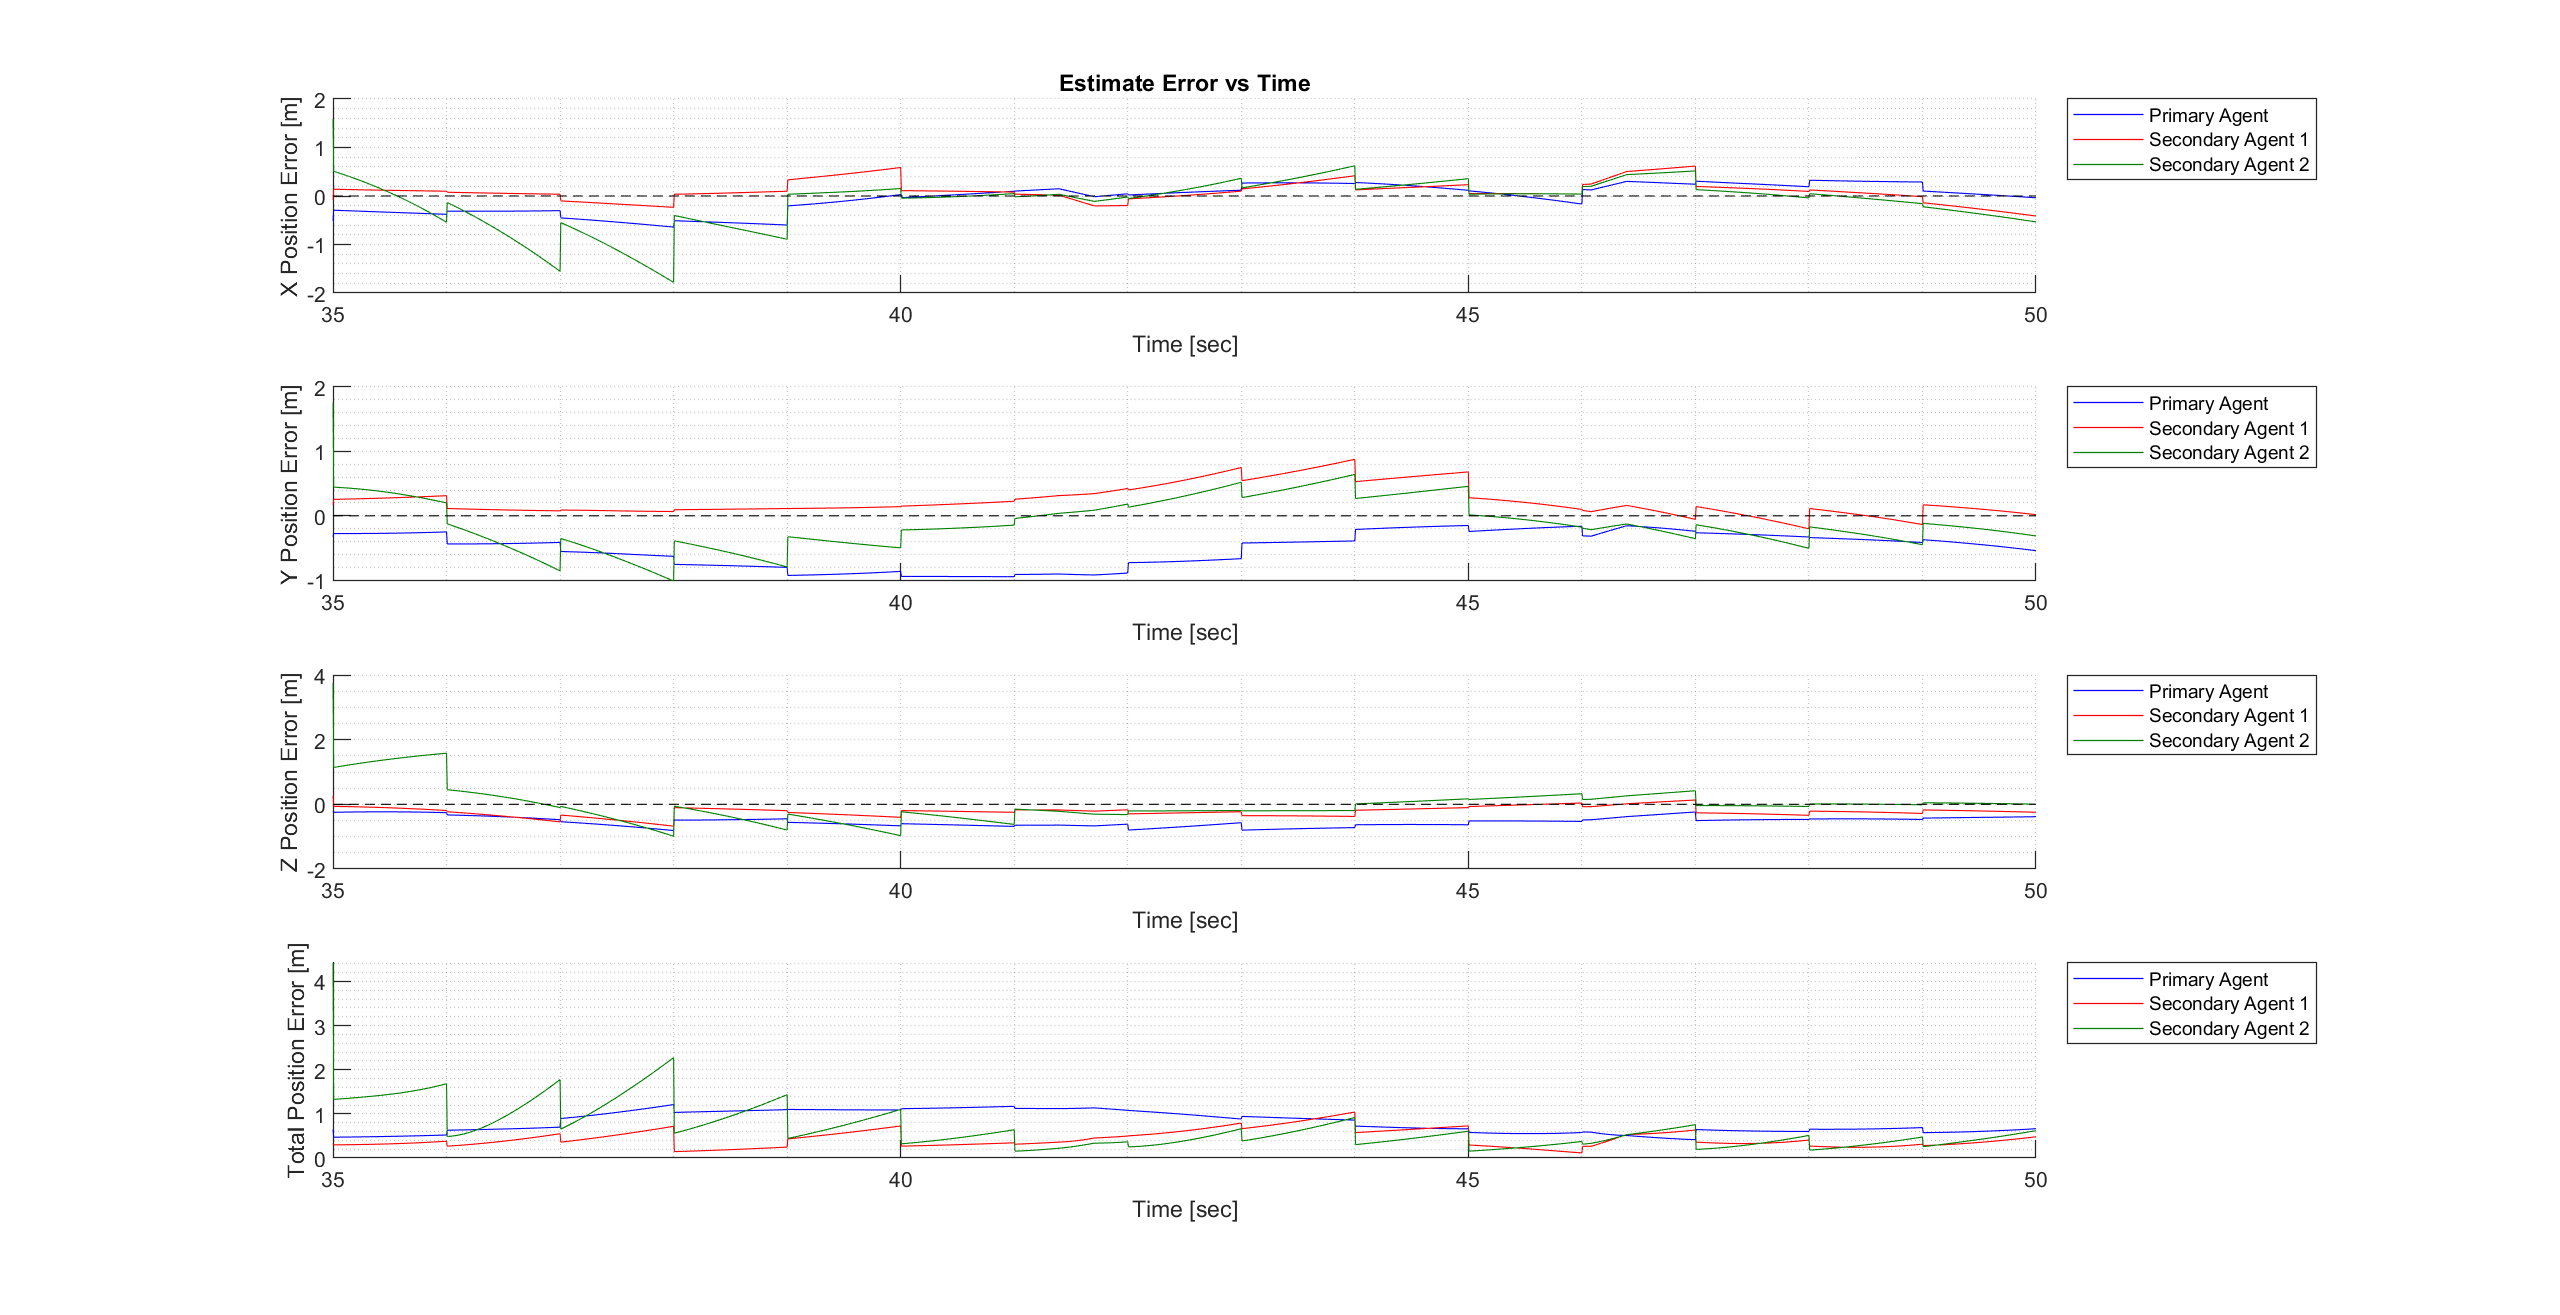 Estimate Error vs Time
X Position Error [m]
2
1
0
-1
-2
35
40
45
50
Time [sec]
Primary Agent
Secondary Agent 1
Secondary Agent 2
Y Position Error [m]
2
1
0
-1
35
40
45
50
Time [sec]
Primary Agent
Secondary Agent 1
Secondary Agent 2
Z Position Error [m]
4
2
0
-2
35
40
45
50
Time [sec]
Primary Agent
Secondary Agent 1
Secondary Agent 2
Total Position Error [m]
4
3
2
1
0
35
40
45
50
Time [sec]
Primary Agent
Secondary Agent 1
Secondary Agent 2